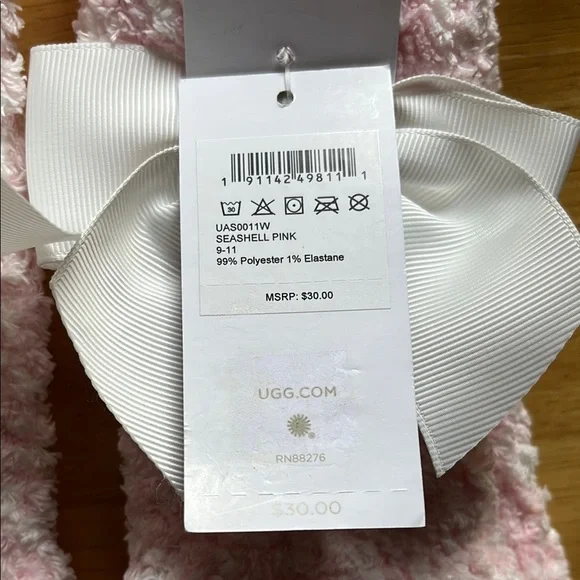 1 91142 49811 1
30
UAS0011W
SEASHELL PINK
9-11
99% Polyester 1% Elastane
MSRP: $30.00
UGG.COM
RN88276
$30.00